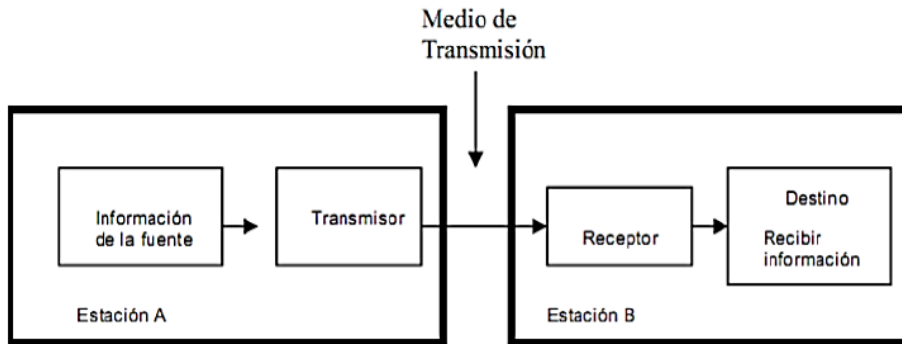 Medio de
Transmisión
Información
de la fuente
Transmisor
Estación A
Receptor
Destino
Recibir
información
Estación B